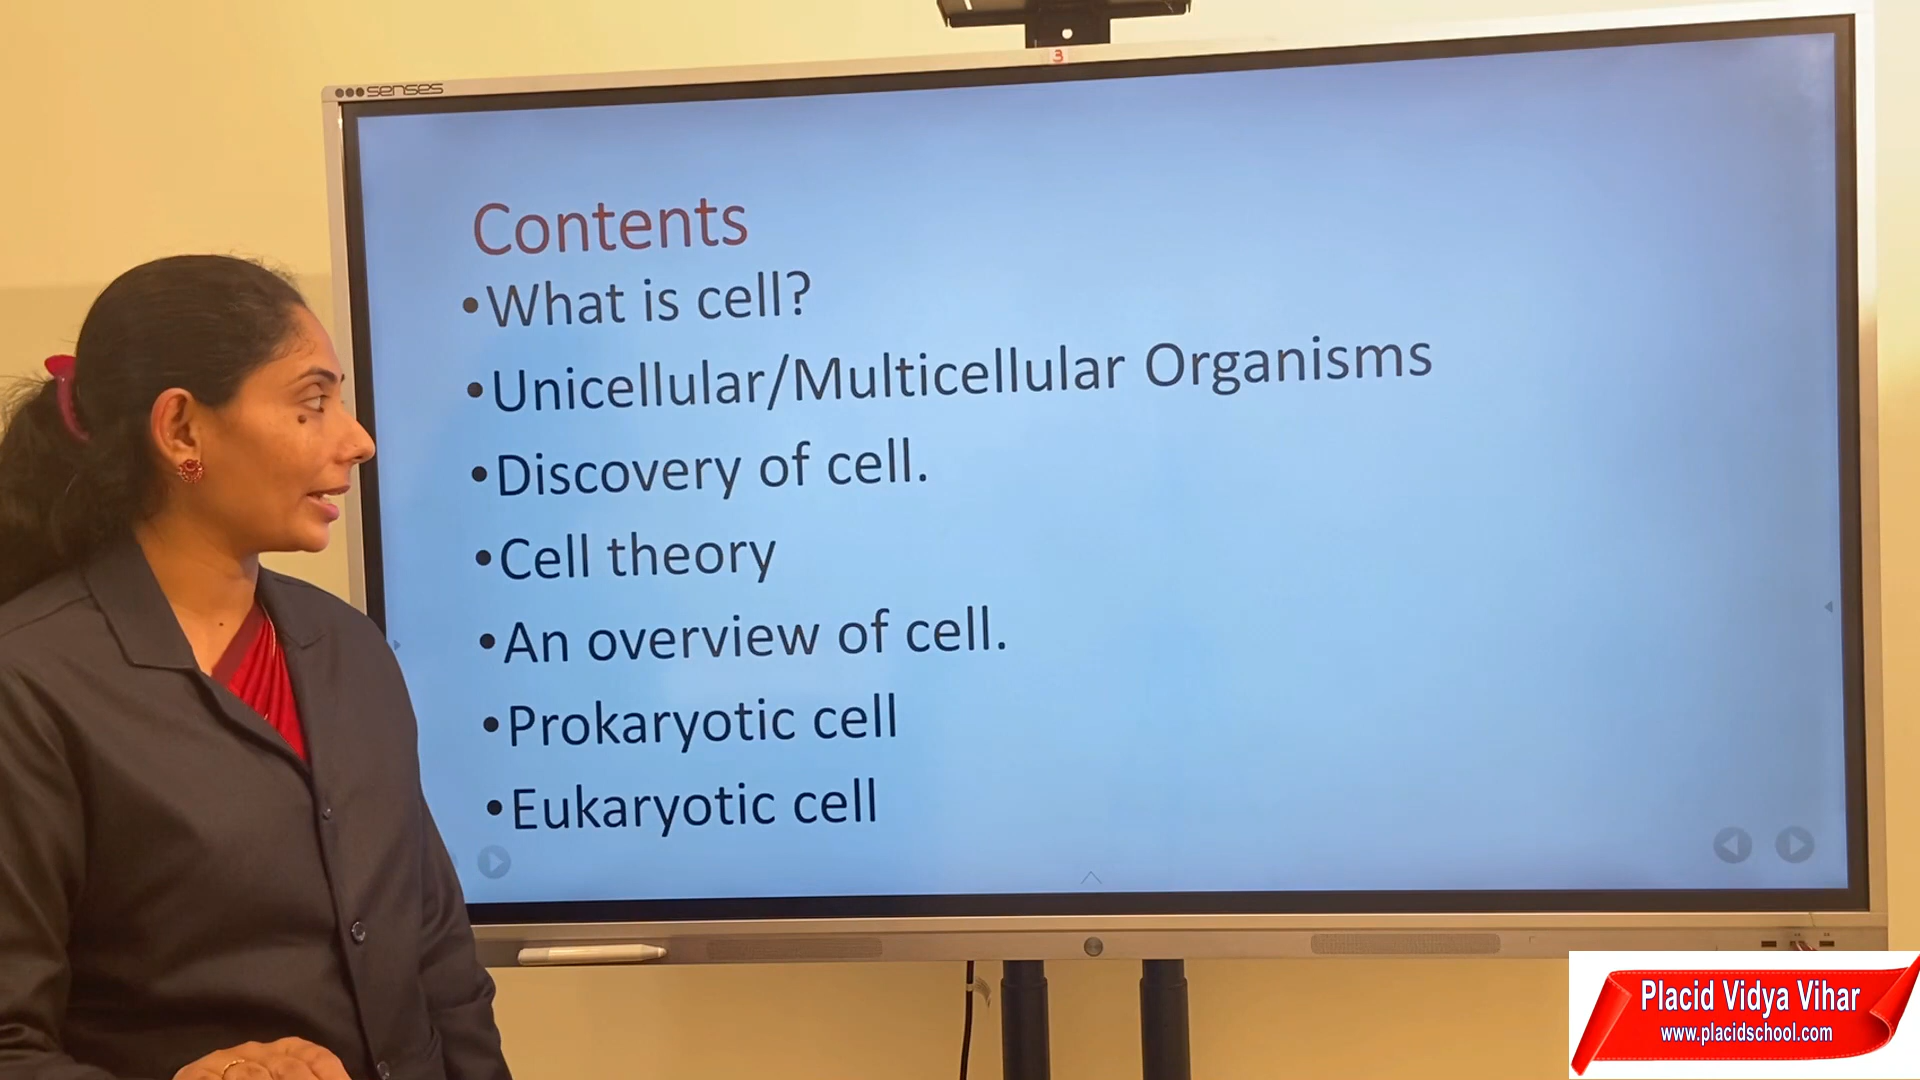 senses
3
Contents
•What is cell?
•Unicellular/Multicellular Organisms
•Discovery of cell.
•Cell theory
•An overview of cell.
•Prokaryotic cell
•Eukaryotic cell
Placid Vidya Vihar
www.placidschool.com